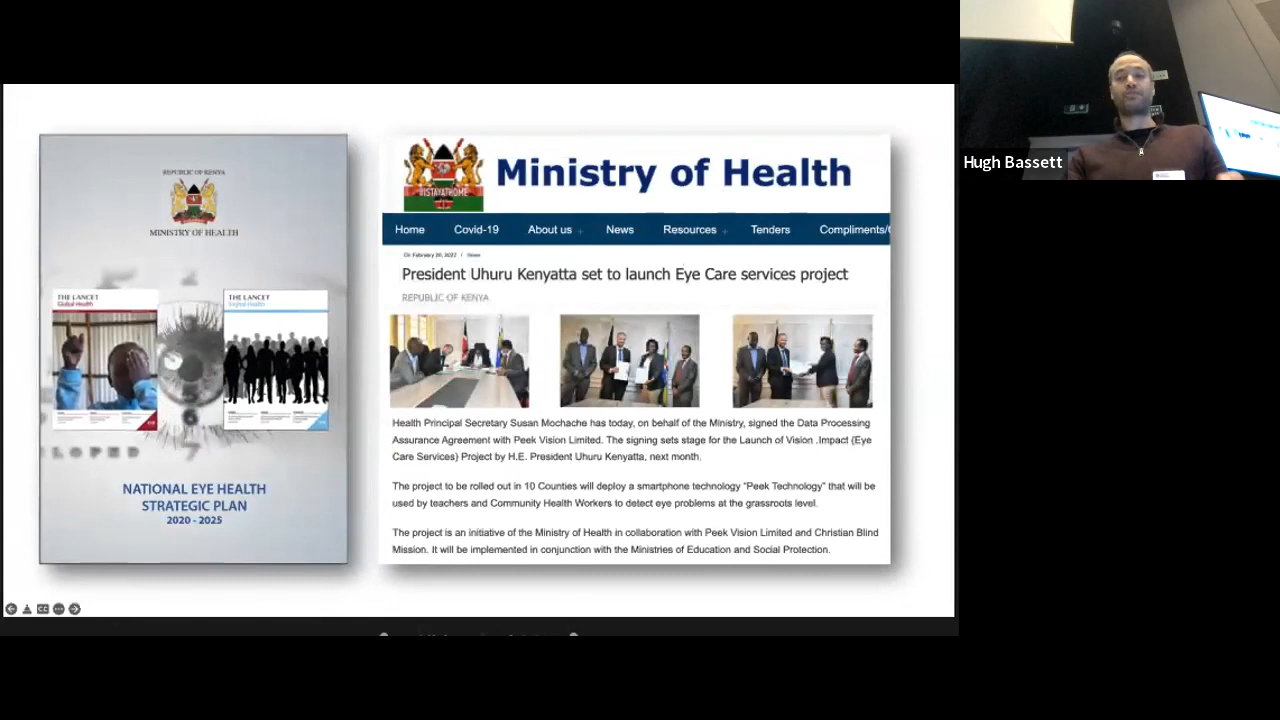 REPUBLIC OF KENYA
MINISTRY OF HEALTH
THE LANCET
Global Health
THE LANCET
Digital Health
NATIONAL EYE HEALTH
STRATEGIC PLAN
2020 - 2025
#STAYATHOME
Ministry of Health
Home Covid-19 About us + News Resources + Tenders Compliments/
On February 26, 2022 / News
President Uhuru Kenyatta set to launch Eye Care services project
REPUBLIC OF KENYA
Health Principal Secretary Susan Mochache has today, on behalf of the Ministry, signed the Data Processing
Assurance Agreement with Peek Vision Limited. The signing sets stage for the Launch of Vision .Impact (Eye
Care Services) Project by H.E. President Uhuru Kenyatta, next month.
The project to be rolled out in 10 Counties will deploy a smartphone technology “Peek Technology” that will be
used by teachers and Community Health Workers to detect eye problems at the grassroots level.
The project is an initiative of the Ministry of Health in collaboration with Peek Vision Limited and Christian Blind
Mission. It will be implemented in conjunction with the Ministries of Education and Social Protection.
Hugh Bassett